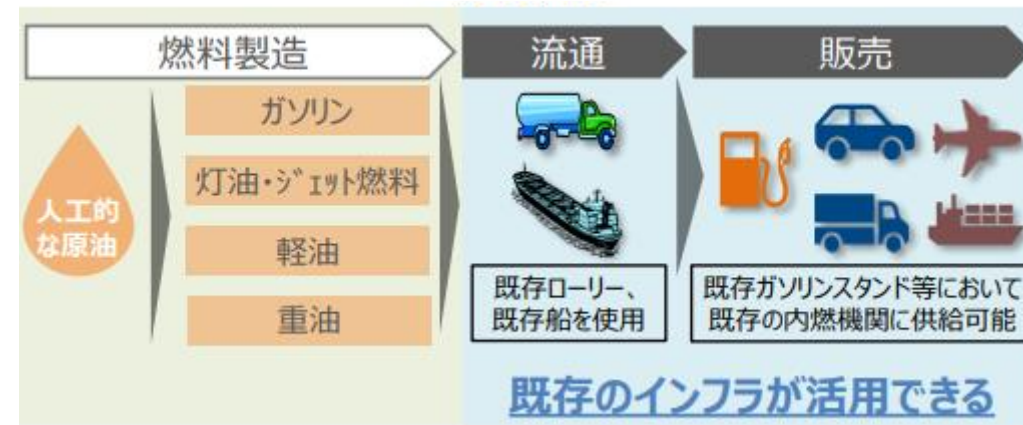 燃料製造
流通
販売
人工的
な原油
ガソリン
灯油・ジェット燃料
軽油
重油
既存ローリー、
既存船を使用
既存ガソリンスタンド等において
既存の内燃機関に供給可能
既存のインフラが活用できる